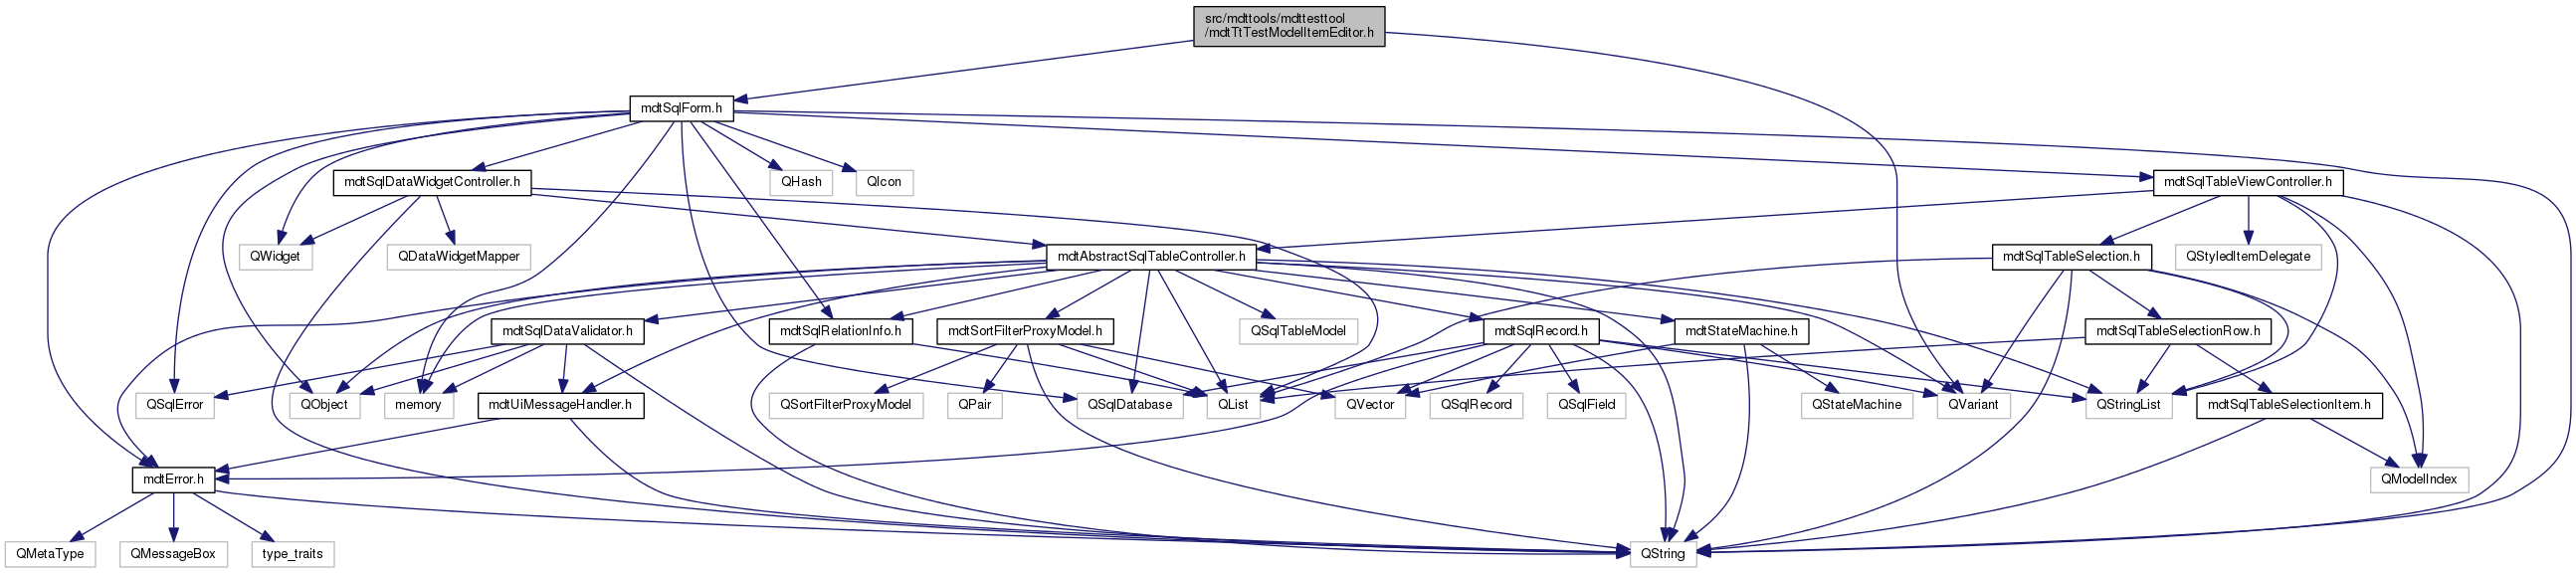 src/mdttools/mdttesttool
/mdtTtTestModelItemEditor.h
mdtSqlForm.h
mdtSqlDataWidgetController.h
QHash
QIcon
mdtSqlTableViewController.h
QWidget
QDataWidgetMapper
mdtAbstractSqlTableController.h
mdtSqlTableSelection.h
QStyledItemDelegate
mdtSqlDataValidator.h
mdtSqlRelationInfo.h
mdtSortFilterProxyModel.h
QSqlTableModel
mdtSqlRecord.h
mdtStateMachine.h
mdtSqlTableSelectionRow.h
QSqlError
QObject
memory
mdtUiMessageHandler.h
QSortFilterProxyModel
QPair
QSqlDatabase
QList
QVector
QSqlRecord
QSqlField
QStateMachine
QVariant
QStringList
mdtSqlTableSelectionItem.h
mdtError.h
QModelIndex
QMetaType
QMessageBox
type_traits
QString